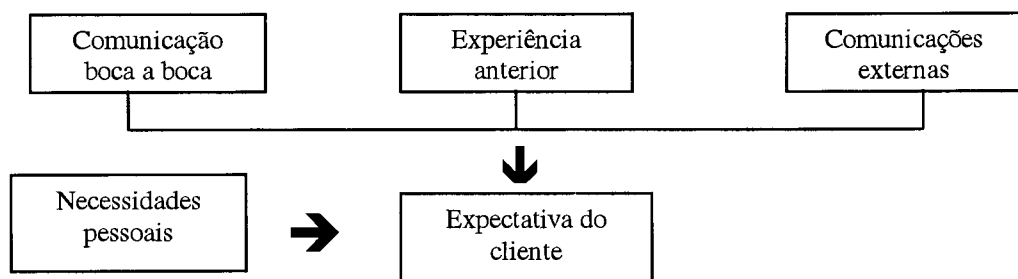 Comunicação
boca a boca
Experiência
anterior
Comunicações
externas
Necessidades
pessoais
Expectativa do
cliente